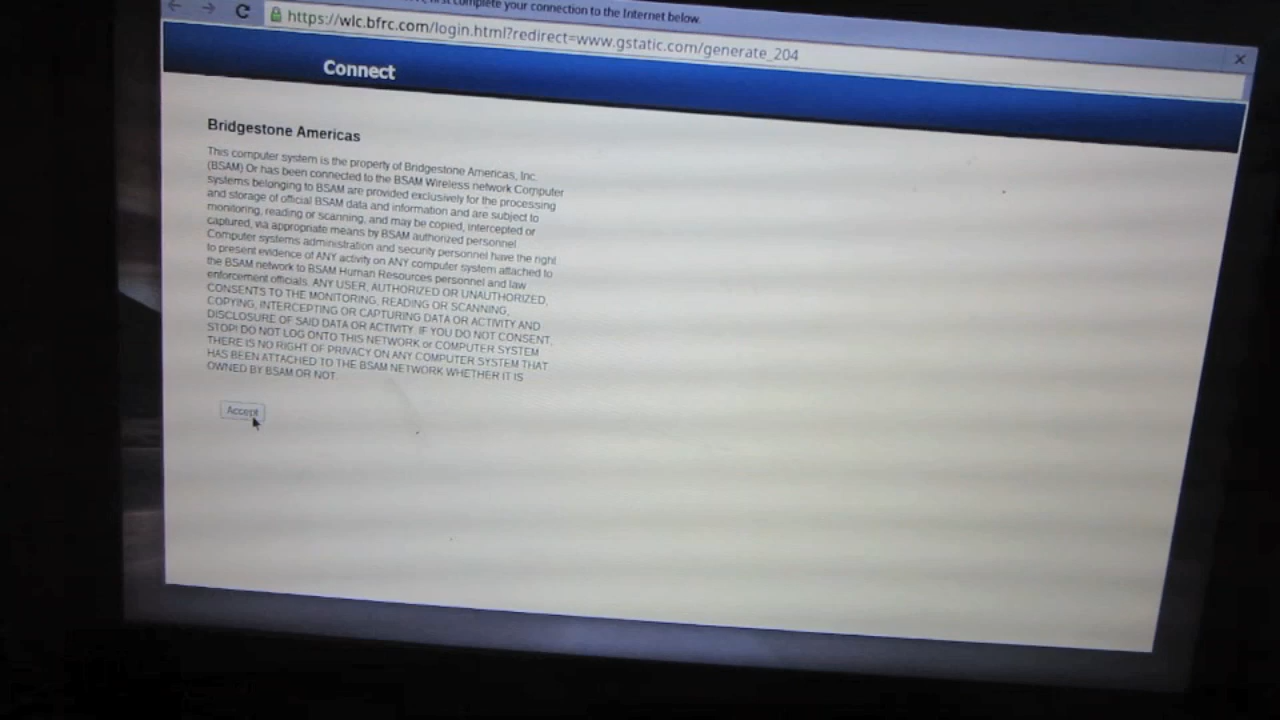 complete your connection to the Internet below.
https://wlc.bfrc.com/login.html?redirect=www.gstatic.com/generate_204
Connect
Bridgestone Americas
This computer system is the property of Bridgestone Americas, Inc.
(BSAM) Or has been connected to the BSAM Wireless network Computer
systems belonging to BSAM are provided exclusively for the processing
and storage of official BSAM data and information and are subject to
monitoring, reading or scanning, and may be copied, intercepted or
captured, via appropriate means by BSAM authorized personnel
Computer systems administration and security personnel have the right
to present evidence of ANY activity on ANY computer system attached to
the BSAM network to BSAM Human Resources personnel and law
enforcement officials. ANY USER, AUTHORIZED OR UNAUTHORIZED,
CONSENTS TO THE MONITORING, READING OR SCANNING,
COPYING, INTERCEPTING OR CAPTURING DATA OR ACTIVITY AND
DISCLOSURE OF SAID DATA OR ACTIVITY. IF YOU DO NOT CONSENT,
STOP! DO NOT LOG ONTO THIS NETWORK or COMPUTER SYSTEM
THERE IS NO RIGHT OF PRIVACY ON ANY COMPUTER SYSTEM THAT
HAS BEEN ATTACHED TO THE BSAM NETWORK WHETHER IT IS
OWNED BY BSAM OR NOT.
Accept